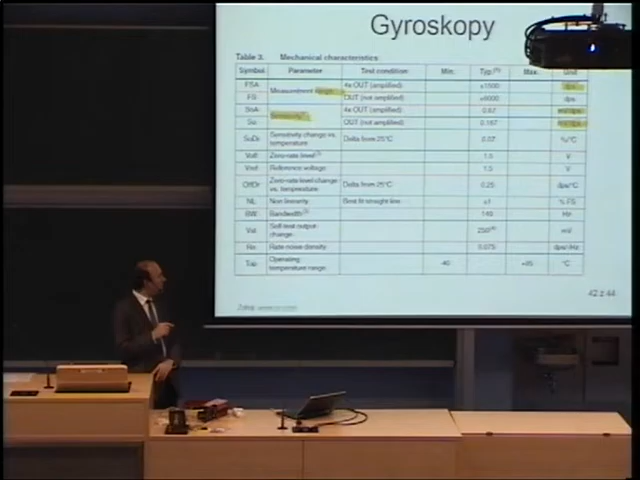 Gyroskopy
Table 3. Mechanical characteristics
Symbol Parameter Test condition Min. Typ. Max. Unit
FSA Measurement range 4x OUT (amplified) ±1500 dps
FS OUT (not amplified) ±6000 dps
SoA Sensitivity 4x OUT (amplified) 0.67
So OUT (not amplified) 0.167
SoDr Sensitivity change vs. temperature Delta from 25°C 0.07 %/°C
Voff Zero-rate level 1.5 V
Vref Reference voltage 1.5 V
OffDr Zero-rate level change vs. temperature Delta from 25°C 0.25 dps/°C
NL Non linearity Best fit straight line ±1 % FS
BW Bandwidth 140 Hz
Vst Self-test output change mV
Rn Rate noise density 0.075
Top Operating temperature range -40 +85 °C
42 z 44